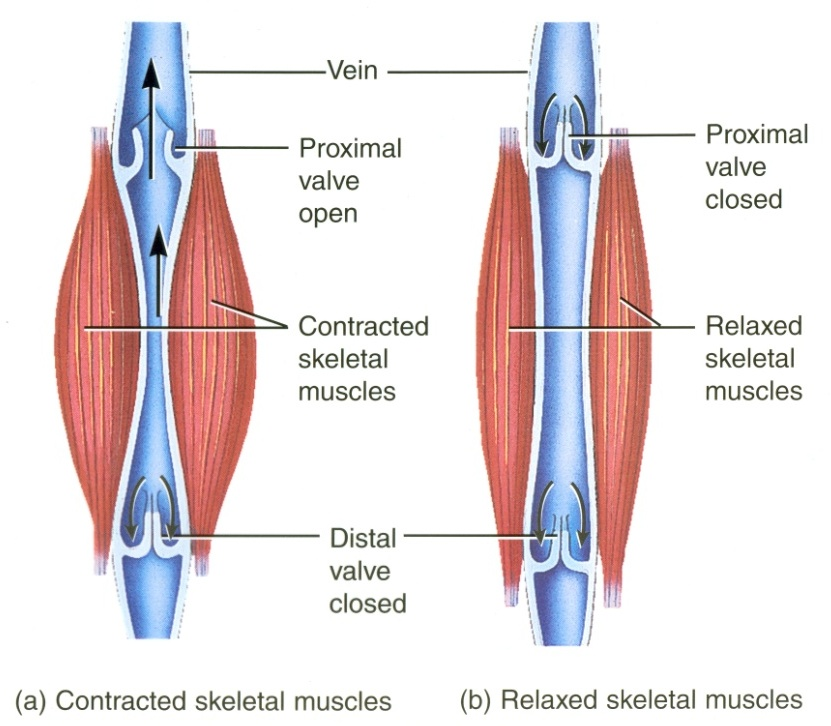 Vein
Proximal
valve
open
Proximal
valve
closed
Contracted
skeletal
muscles
Relaxed
skeletal
muscles
Distal
valve
closed
(a) Contracted skeletal muscles
(b) Relaxed skeletal muscles